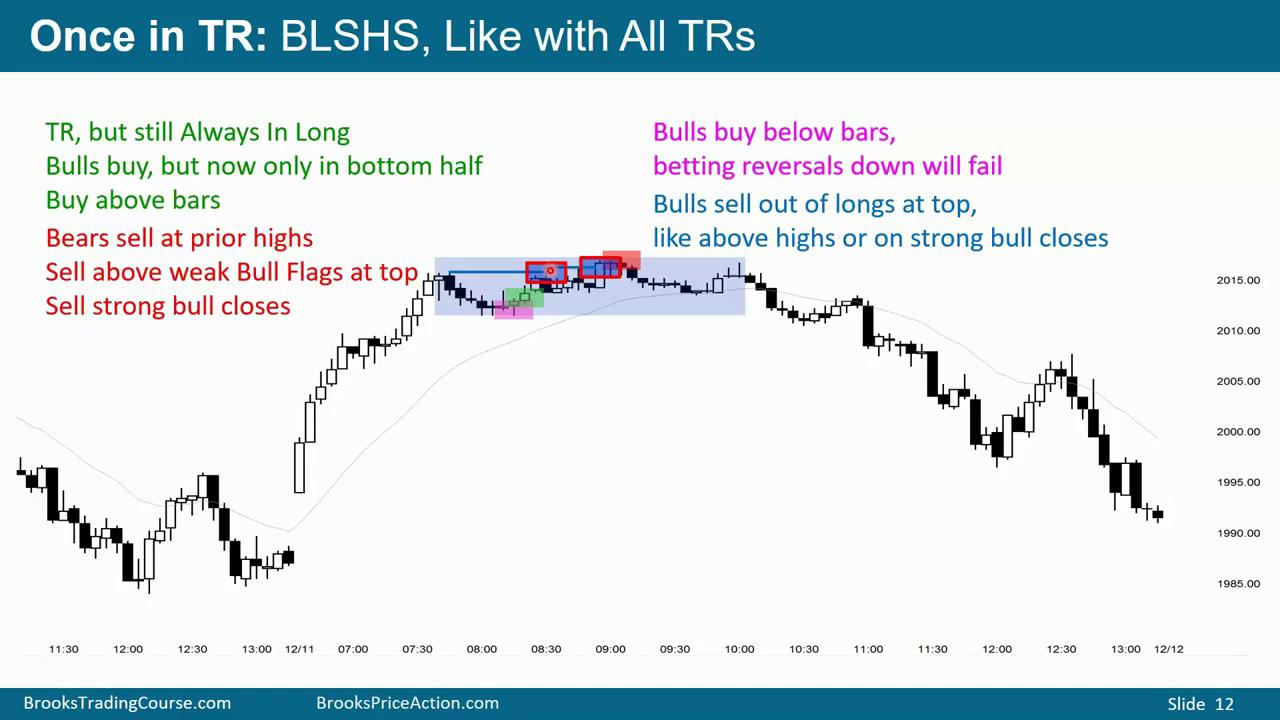 Once in TR: BLSHS, Like with All TRs
TR, but still Always In Long
Bulls buy, but now only in bottom half
Buy above bars
Bears sell at prior highs
Sell above weak Bull Flags at top
Sell strong bull closes
Bulls buy below bars,
betting reversals down will fail
Bulls sell out of longs at top,
like above highs or on strong bull closes
2015.00
2010.00
2005.00
2000.00
1995.00
1990.00
1985.00
11:30 12:00 12:30 13:00 12/11 07:00 07:30 08:00 08:30 09:00 09:30 10:00 10:30 11:00 11:30 12:00 12:30 13:00 12/12
BrooksTradingCourse.com BrooksPriceAction.com Slide 12